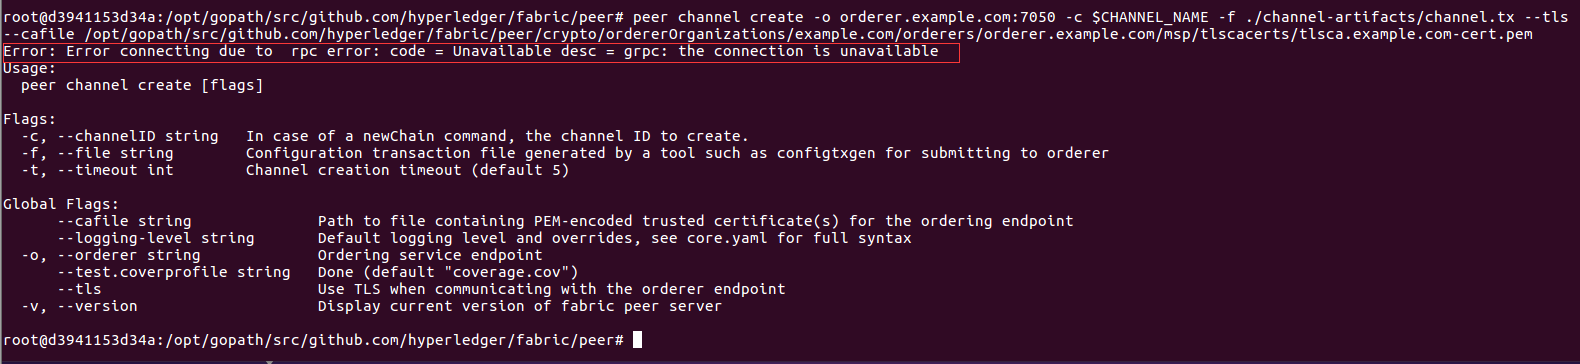 root@d3941153d34a:/opt/gopath/src/github.com/hyperledger/fabric/peer# peer channel create -o orderer.example.com:7050 -c $CHANNEL_NAME -f ./channel-artifacts/channel.tx --tls
--cafile /opt/gopath/src/github.com/hyperledger/fabric/peer/crypto/ordererOrganizations/example.com/orderers/orderer.example.com/msp/tlscacerts/tlsca.example.com-cert.pem
Error: Error connecting due to  rpc error: code = Unavailable desc = grpc: the connection is unavailable
Usage:
  peer channel create [flags]
Flags:
  -c, --channelID string   In case of a newChain command, the channel ID to create.
  -f, --file string        Configuration transaction file generated by a tool such as configtxgen for submitting to orderer
  -t, --timeout int        Channel creation timeout (default 5)
Global Flags:
      --cafile string              Path to file containing PEM-encoded trusted certificate(s) for the ordering endpoint
      --logging-level string       Default logging level and overrides, see core.yaml for full syntax
  -o, --orderer string             Ordering service endpoint
      --test.coverprofile string   Done (default "coverage.cov")
      --tls                        Use TLS when communicating with the orderer endpoint
  -v, --version                    Display current version of fabric peer server
root@d3941153d34a:/opt/gopath/src/github.com/hyperledger/fabric/peer#